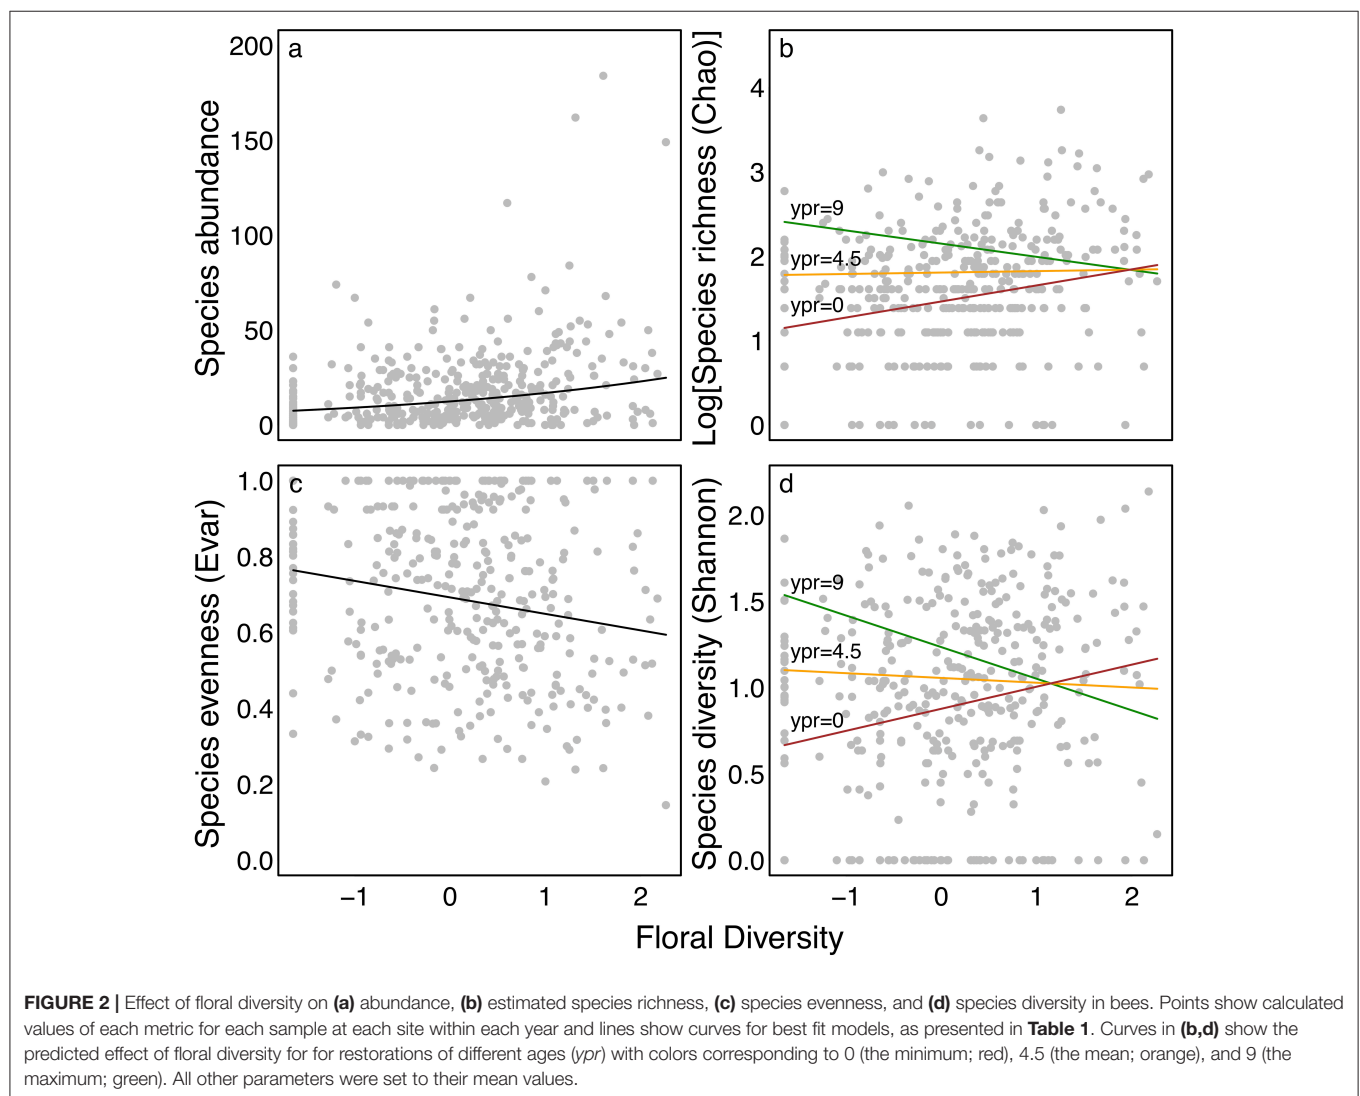 a
200
150
100
50
0
Species abundance
b
4
3
2
1
0
Log[Species richness (Chao)]
ypr=9
ypr=4.5
ypr=0
c
1.0
0.8
0.6
0.4
0.2
0.0
Species evenness (Evar)
−1 0 1 2
d
2.0
1.5
1.0
0.5
0.0
Species diversity (Shannon)
ypr=9
ypr=4.5
ypr=0
−1 0 1 2
Floral Diversity
FIGURE 2 | Effect of floral diversity on (a) abundance, (b) estimated species richness, (c) species evenness, and (d) species diversity in bees. Points show calculated
values of each metric for each sample at each site within each year and lines show curves for best fit models, as presented in Table 1. Curves in (b,d) show the
predicted effect of floral diversity for for restorations of different ages (ypr) with colors corresponding to 0 (the minimum; red), 4.5 (the mean; orange), and 9 (the
maximum; green). All other parameters were set to their mean values.